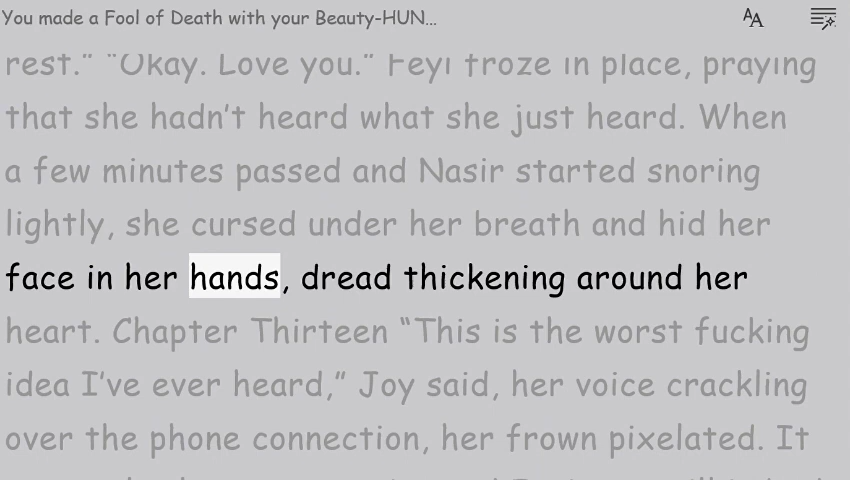 You made a Fool of Death with your Beauty-HUN...
AA
rest.” “Okay. Love you.” Feyi froze in place, praying
that she hadn’t heard what she just heard. When
a few minutes passed and Nasir started snoring
lightly, she cursed under her breath and hid her
face in her hands, dread thickening around her
heart. Chapter Thirteen “This is the worst fucking
idea I’ve ever heard,” Joy said, her voice crackling
over the phone connection, her frown pixelated. It